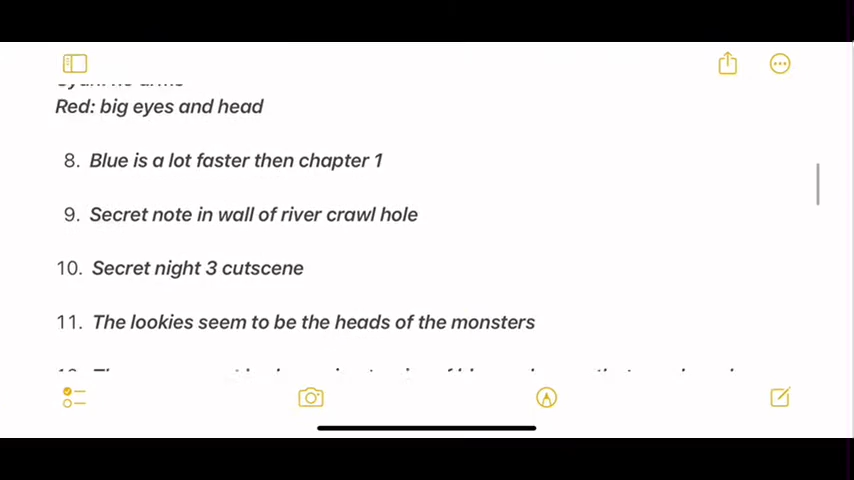 Red: big eyes and head
8. Blue is a lot faster then chapter 1
9. Secret note in wall of river crawl hole
10. Secret night 3 cutscene
11. The lookies seem to be the heads of the monsters